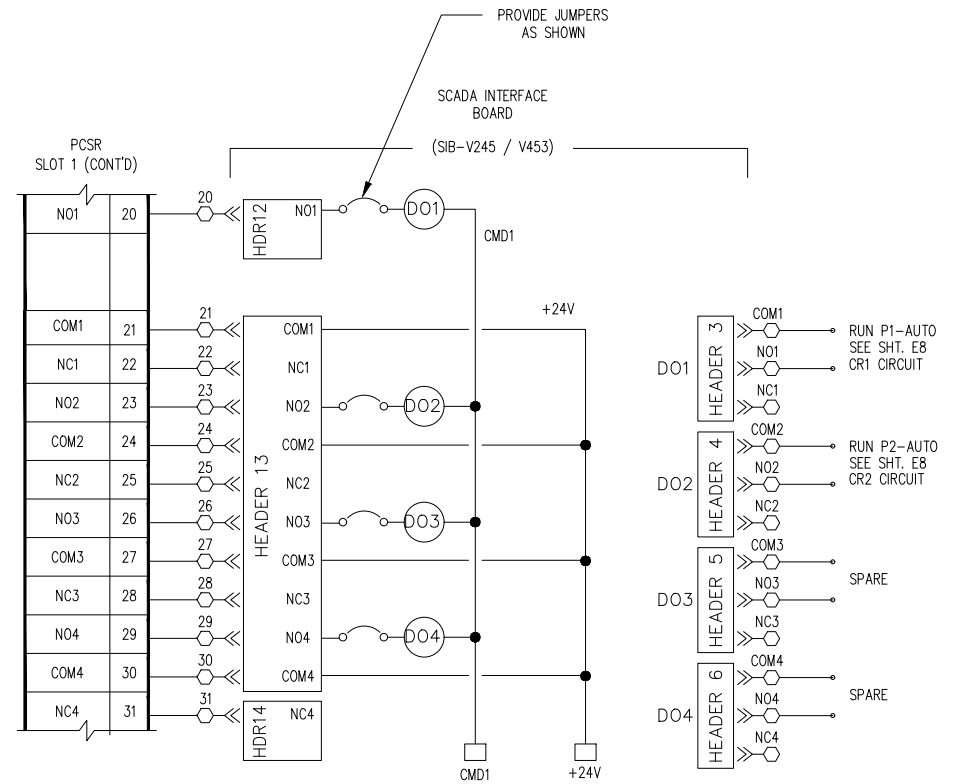 PROVIDE JUMPERS
AS SHOWN
SCADA INTERFACE
BOARD
(SIB-V245 / V453)
PCSR
SLOT 1 (CONT'D)
NO1 20 20 HDR12 NO1 DO1
CMD1
+24V
COM1 21 21 COM1
NC1 22 22 NC1
NO2 23 23 NO2 DO2
COM2 24 24 COM2
NC2 25 25 NC2
NO3 26 26 NO3 DO3
COM3 27 27 COM3
NC3 28 28 NC3
NO4 29 29 NO4 DO4
COM4 30 30 COM4
NC4 31 31 HDR14 NC4
HEADER 13
CMD1
+24V
DO1
HEADER 3
COM1
NO1
NC1
RUN P1-AUTO
SEE SHT. E8
CR1 CIRCUIT
DO2
HEADER 4
COM2
NO2
NC2
RUN P2-AUTO
SEE SHT. E8
CR2 CIRCUIT
DO3
HEADER 5
COM3
NO3
NC3
SPARE
DO4
HEADER 6
COM4
NO4
NC4
SPARE